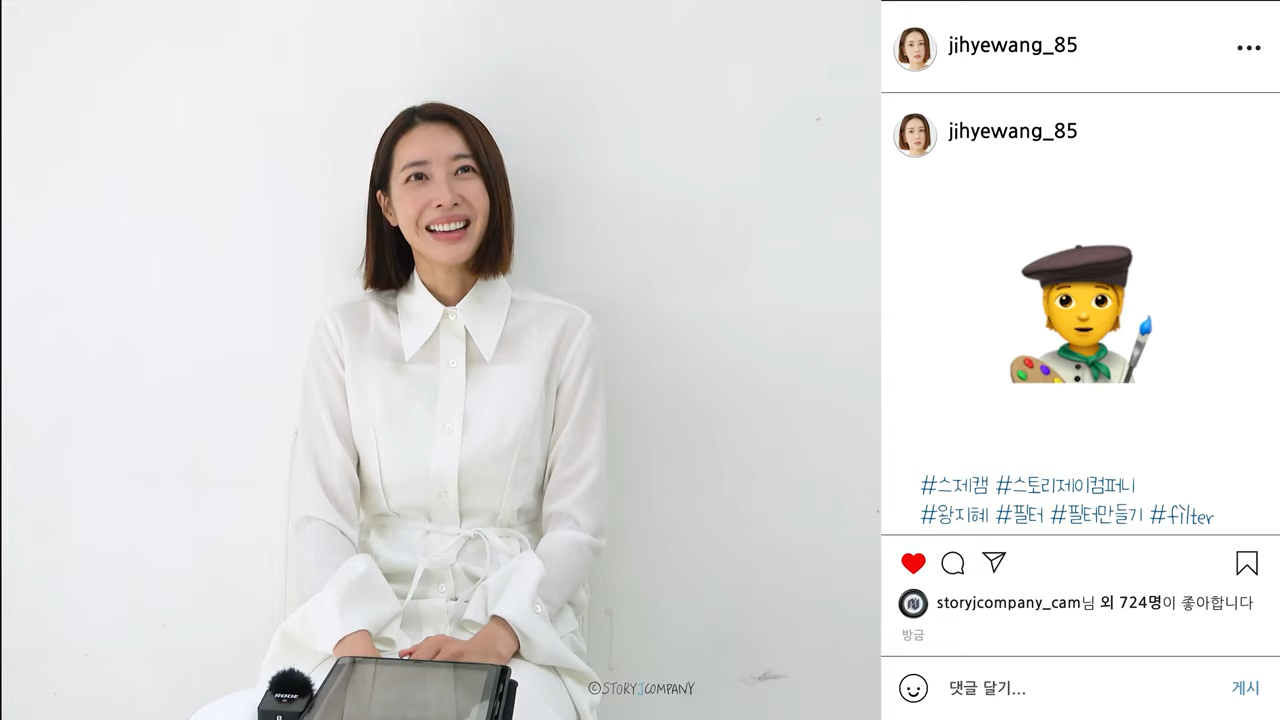 jihyewang_85
jihyewang_85
#스제캠 #스토리제이컴퍼니
#왕지혜 #필터 #필터만들기 #filter
storyjcompany_cam님 외 724명이 좋아합니다
방금
댓글 달기...
게시
RODE
©STORYJCOMPANY